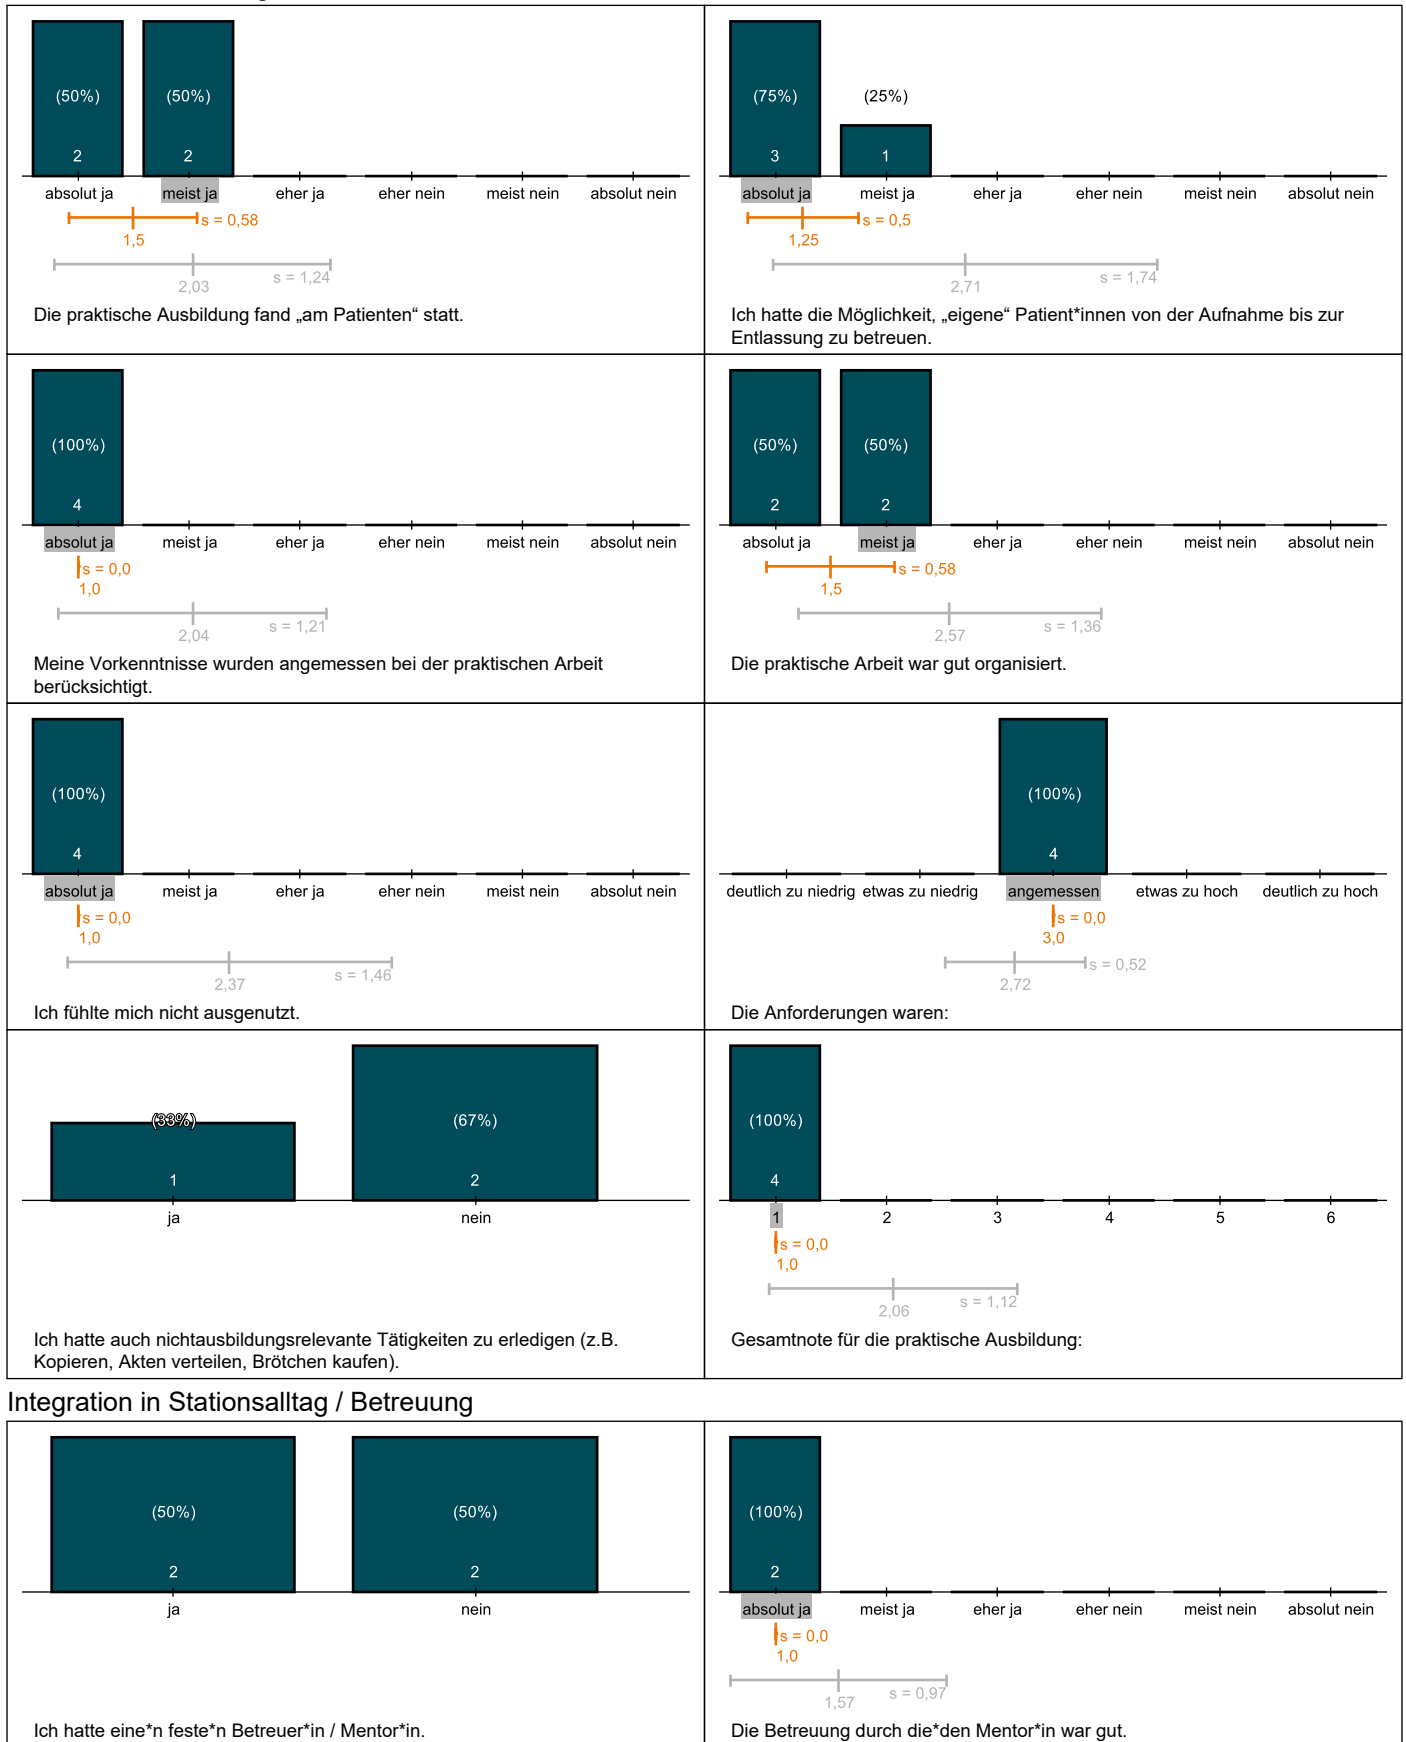 (50%)
(50%)
2
2
absolut ja
meist ja
eher ja
eher nein
meist nein
absolut nein
s = 0,58
1,5
s = 1,24
2,03
Die praktische Ausbildung fand „am Patienten“ statt.
(75%)
(25%)
3
1
absolut ja
meist ja
eher ja
eher nein
meist nein
absolut nein
s = 0,5
1,25
s = 1,74
2,71
Ich hatte die Möglichkeit, „eigene“ Patient*innen von der Aufnahme bis zur
Entlassung zu betreuen.
(100%)
4
absolut ja
meist ja
eher ja
eher nein
meist nein
absolut nein
s = 0,0
1,0
s = 1,21
2,04
Meine Vorkenntnisse wurden angemessen bei der praktischen Arbeit
berücksichtigt.
(50%)
(50%)
2
2
absolut ja
meist ja
eher ja
eher nein
meist nein
absolut nein
s = 0,58
1,5
s = 1,36
2,57
Die praktische Arbeit war gut organisiert.
(100%)
4
absolut ja
meist ja
eher ja
eher nein
meist nein
absolut nein
s = 0,0
1,0
s = 1,46
2,37
Ich fühlte mich nicht ausgenutzt.
(100%)
4
deutlich zu niedrig
etwas zu niedrig
angemessen
etwas zu hoch
deutlich zu hoch
s = 0,0
3,0
s = 0,52
2,72
Die Anforderungen waren:
(33%)
(67%)
1
2
ja
nein
Ich hatte auch nichtausbildungsrelevante Tätigkeiten zu erledigen (z.B.
Kopieren, Akten verteilen, Brötchen kaufen).
(100%)
4
1
2
3
4
5
6
s = 0,0
1,0
s = 1,12
2,06
Gesamtnote für die praktische Ausbildung:
Integration in Stationsalltag / Betreuung
(50%)
(50%)
2
2
ja
nein
Ich hatte eine*n feste*n Betreuer*in / Mentor*in.
(100%)
2
absolut ja
meist ja
eher ja
eher nein
meist nein
absolut nein
s = 0,0
1,0
s = 0,97
1,57
Die Betreuung durch die*den Mentor*in war gut.